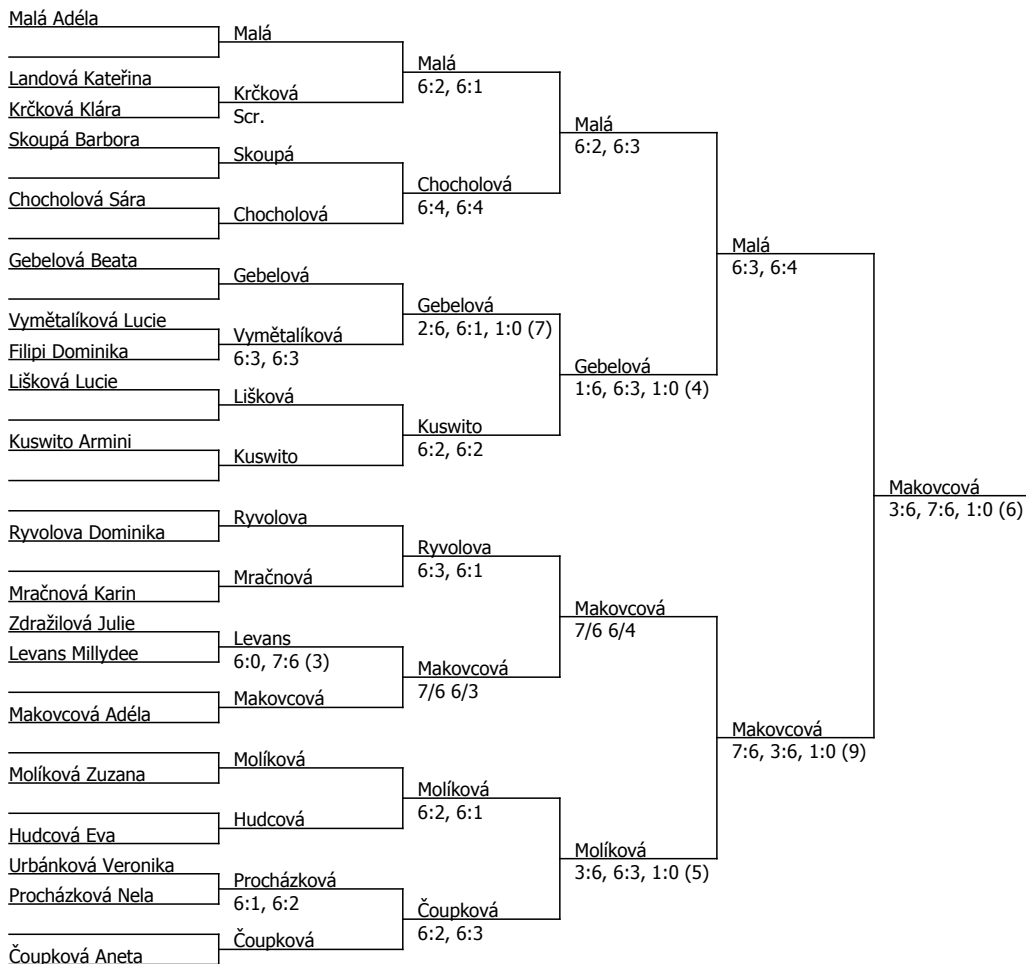 Malá Adéla
Landová Kateřina
Krčková Klára
Skoupá Barbora
Chocholová Sára
Gebelová Beata
Vymětalíková Lucie
Filipi Dominika
Lišková Lucie
Kuswito Armini
Ryvolova Dominika
Mračnová Karin
Zdražilová Julie
Levans Millydee
Makovcová Adéla
Molíková Zuzana
Hudcová Eva
Urbánková Veronika
Procházková Nela
Čoupková Aneta
Malá
Krčková
Scr.
Skoupá
Chocholová
Gebelová
Vymětalíková
6:3, 6:3
Lišková
Kuswito
Ryvolova
Mračnová
Levans
6:0, 7:6 (3)
Makovcová
Molíková
Hudcová
Procházková
6:1, 6:2
Čoupková
Malá
6:2, 6:1
Chocholová
6:4, 6:4
Gebelová
2:6, 6:1, 1:0 (7)
Kuswito
6:2, 6:2
Ryvolova
6:3, 6:1
Makovcová
7/6 6/3
Molíková
6:2, 6:1
Čoupková
6:2, 6:3
Malá
6:2, 6:3
Gebelová
1:6, 6:3, 1:0 (4)
Makovcová
7/6 6/4
Molíková
3:6, 6:3, 1:0 (5)
Malá
6:3, 6:4
Makovcová
7:6, 3:6, 1:0 (9)
Makovcová
3:6, 7:6, 1:0 (6)